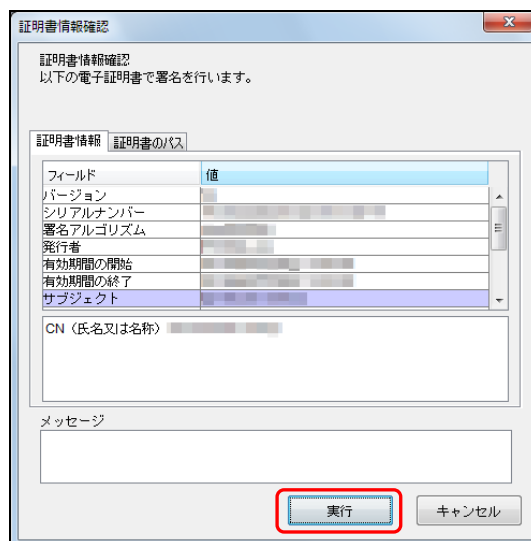 証明書情報確認
証明書情報確認
以下の電子証明書で署名を行います。
証明書情報 証明書のパス
フィールド 値
バージョン
シリアルナンバー
署名アルゴリズム
発行者
有効期間の開始
有効期間の終了
サブジェクト
CN（氏名又は名称）
メッセージ
実行 キャンセル